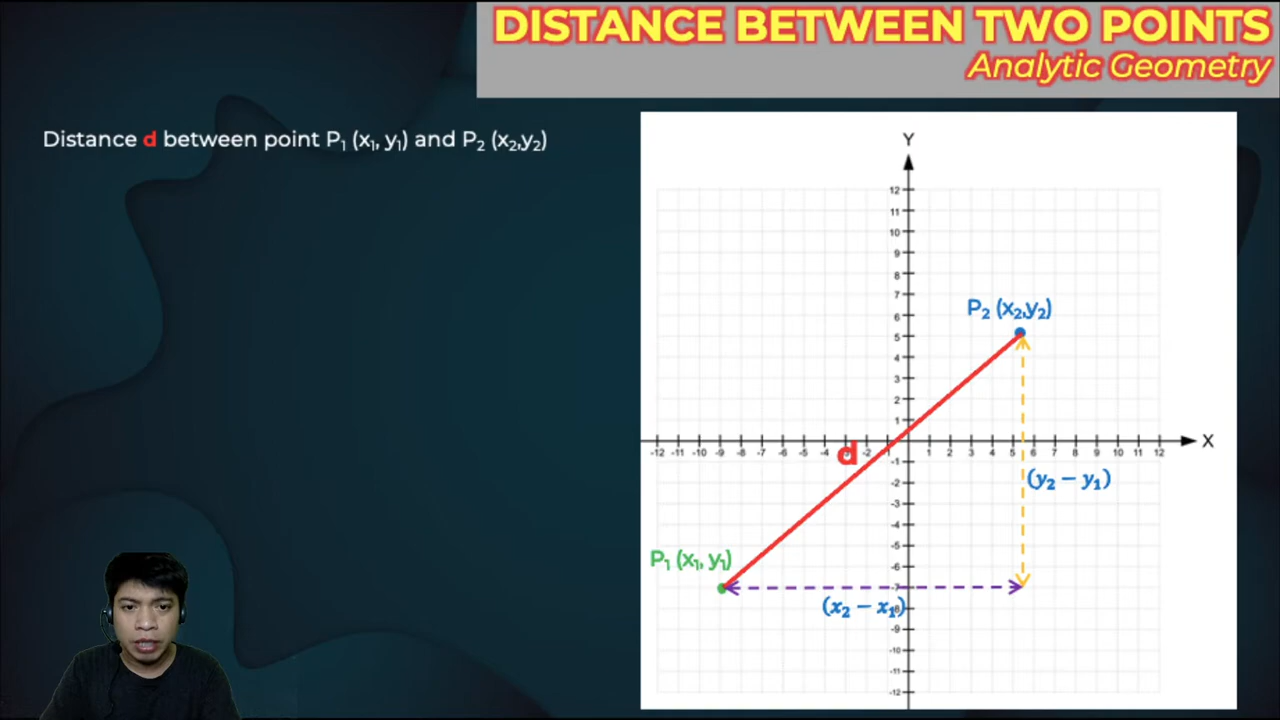 DISTANCE BETWEEN TWO POINTS
Analytic Geometry
Distance d between point P₁ (x₁, y₁) and P₂ (x₂,y₂)
Y
12
11
10
9
8
7
6
5
4
3
2
1
P₂ (x₂,y₂)
X
-12 -11 -10 -9 -8 -7 -6 -5 -4 -2 -1 1 2 3 4 5 6 7 8 9 10 11 12
d
-1
-2
-3
-4
-5
-6
-7
-8
-9
-10
-11
-12
(y₂ − y₁)
P₁ (x₁, y₁)
(x₂ − x₁)